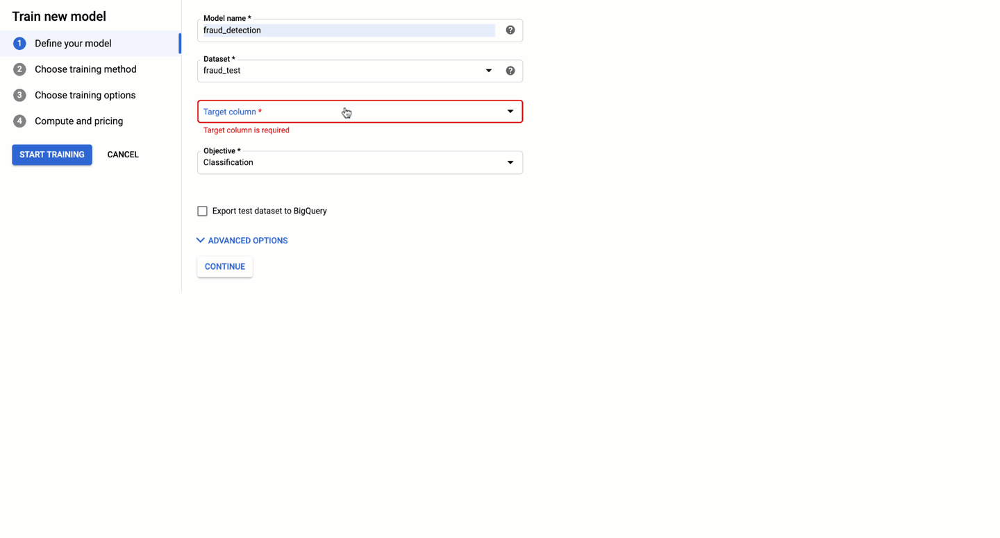 Train new model
1 Define your model
2 Choose training method
3 Choose training options
4 Compute and pricing
START TRAINING CANCEL
Model name *
fraud_detection
Dataset *
fraud_test
Target column *
Target column is required
Objective *
Classification
Export test dataset to BigQuery
ADVANCED OPTIONS
CONTINUE